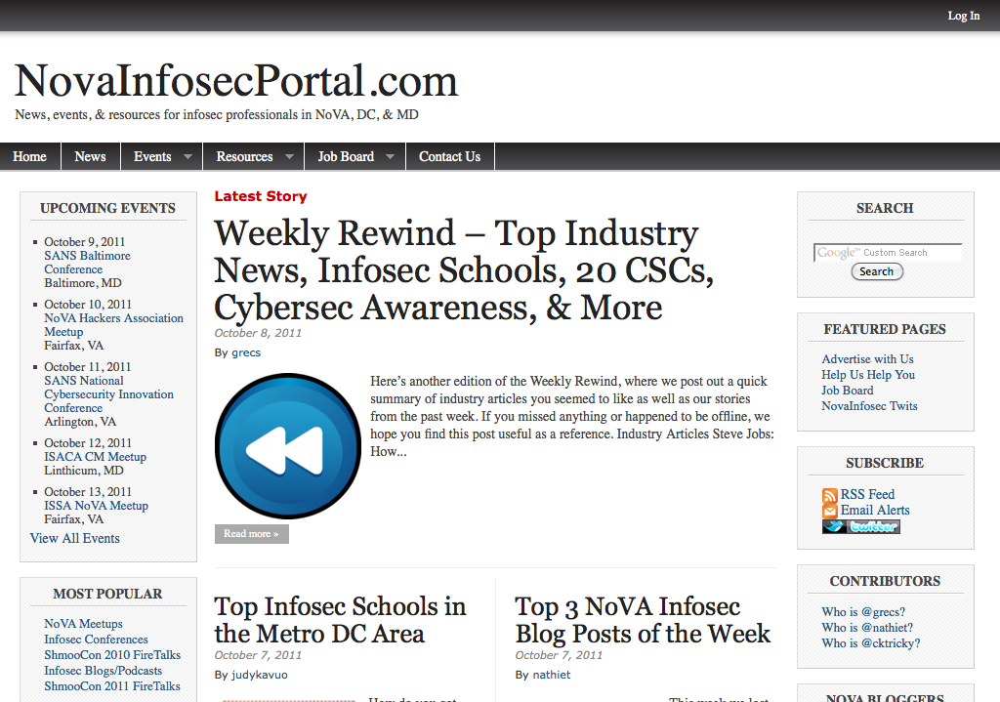 Log In
NovaInfosecPortal.com
News, events, & resources for infosec professionals in NoVA, DC, & MD
Home News Events Resources Job Board Contact Us
UPCOMING EVENTS
October 9, 2011
SANS Baltimore
Conference
Baltimore, MD
October 10, 2011
NoVA Hackers Association
Meetup
Fairfax, VA
October 11, 2011
SANS National
Cybersecurity Innovation
Conference
Arlington, VA
October 12, 2011
ISACA CM Meetup
Linthicum, MD
October 13, 2011
ISSA NoVA Meetup
Fairfax, VA
View All Events
MOST POPULAR
NoVA Meetups
Infosec Conferences
ShmooCon 2010 FireTalks
Infosec Blogs/Podcasts
ShmooCon 2011 FireTalks
Latest Story
Weekly Rewind – Top Industry
News, Infosec Schools, 20 CSCs,
Cybersec Awareness, & More
October 8, 2011
By grecs
Here's another edition of the Weekly Rewind, where we post out a quick
summary of industry articles you seemed to like as well as our stories
from the past week. If you missed anything or happened to be offline, we
hope you find this post useful as a reference. Industry Articles Steve Jobs:
How...
Read more »
Top Infosec Schools in
the Metro DC Area
October 7, 2011
By judykavuo
How do you get
Top 3 NoVA Infosec
Blog Posts of the Week
October 7, 2011
By nathiet
This week we lost
SEARCH
Google™ Custom Search
Search
FEATURED PAGES
Advertise with Us
Help Us Help You
Job Board
NovaInfosec Twits
SUBSCRIBE
RSS Feed
Email Alerts
twitter
CONTRIBUTORS
Who is @grecs?
Who is @nathiet?
Who is @cktricky?
NOVA BLOGGERS